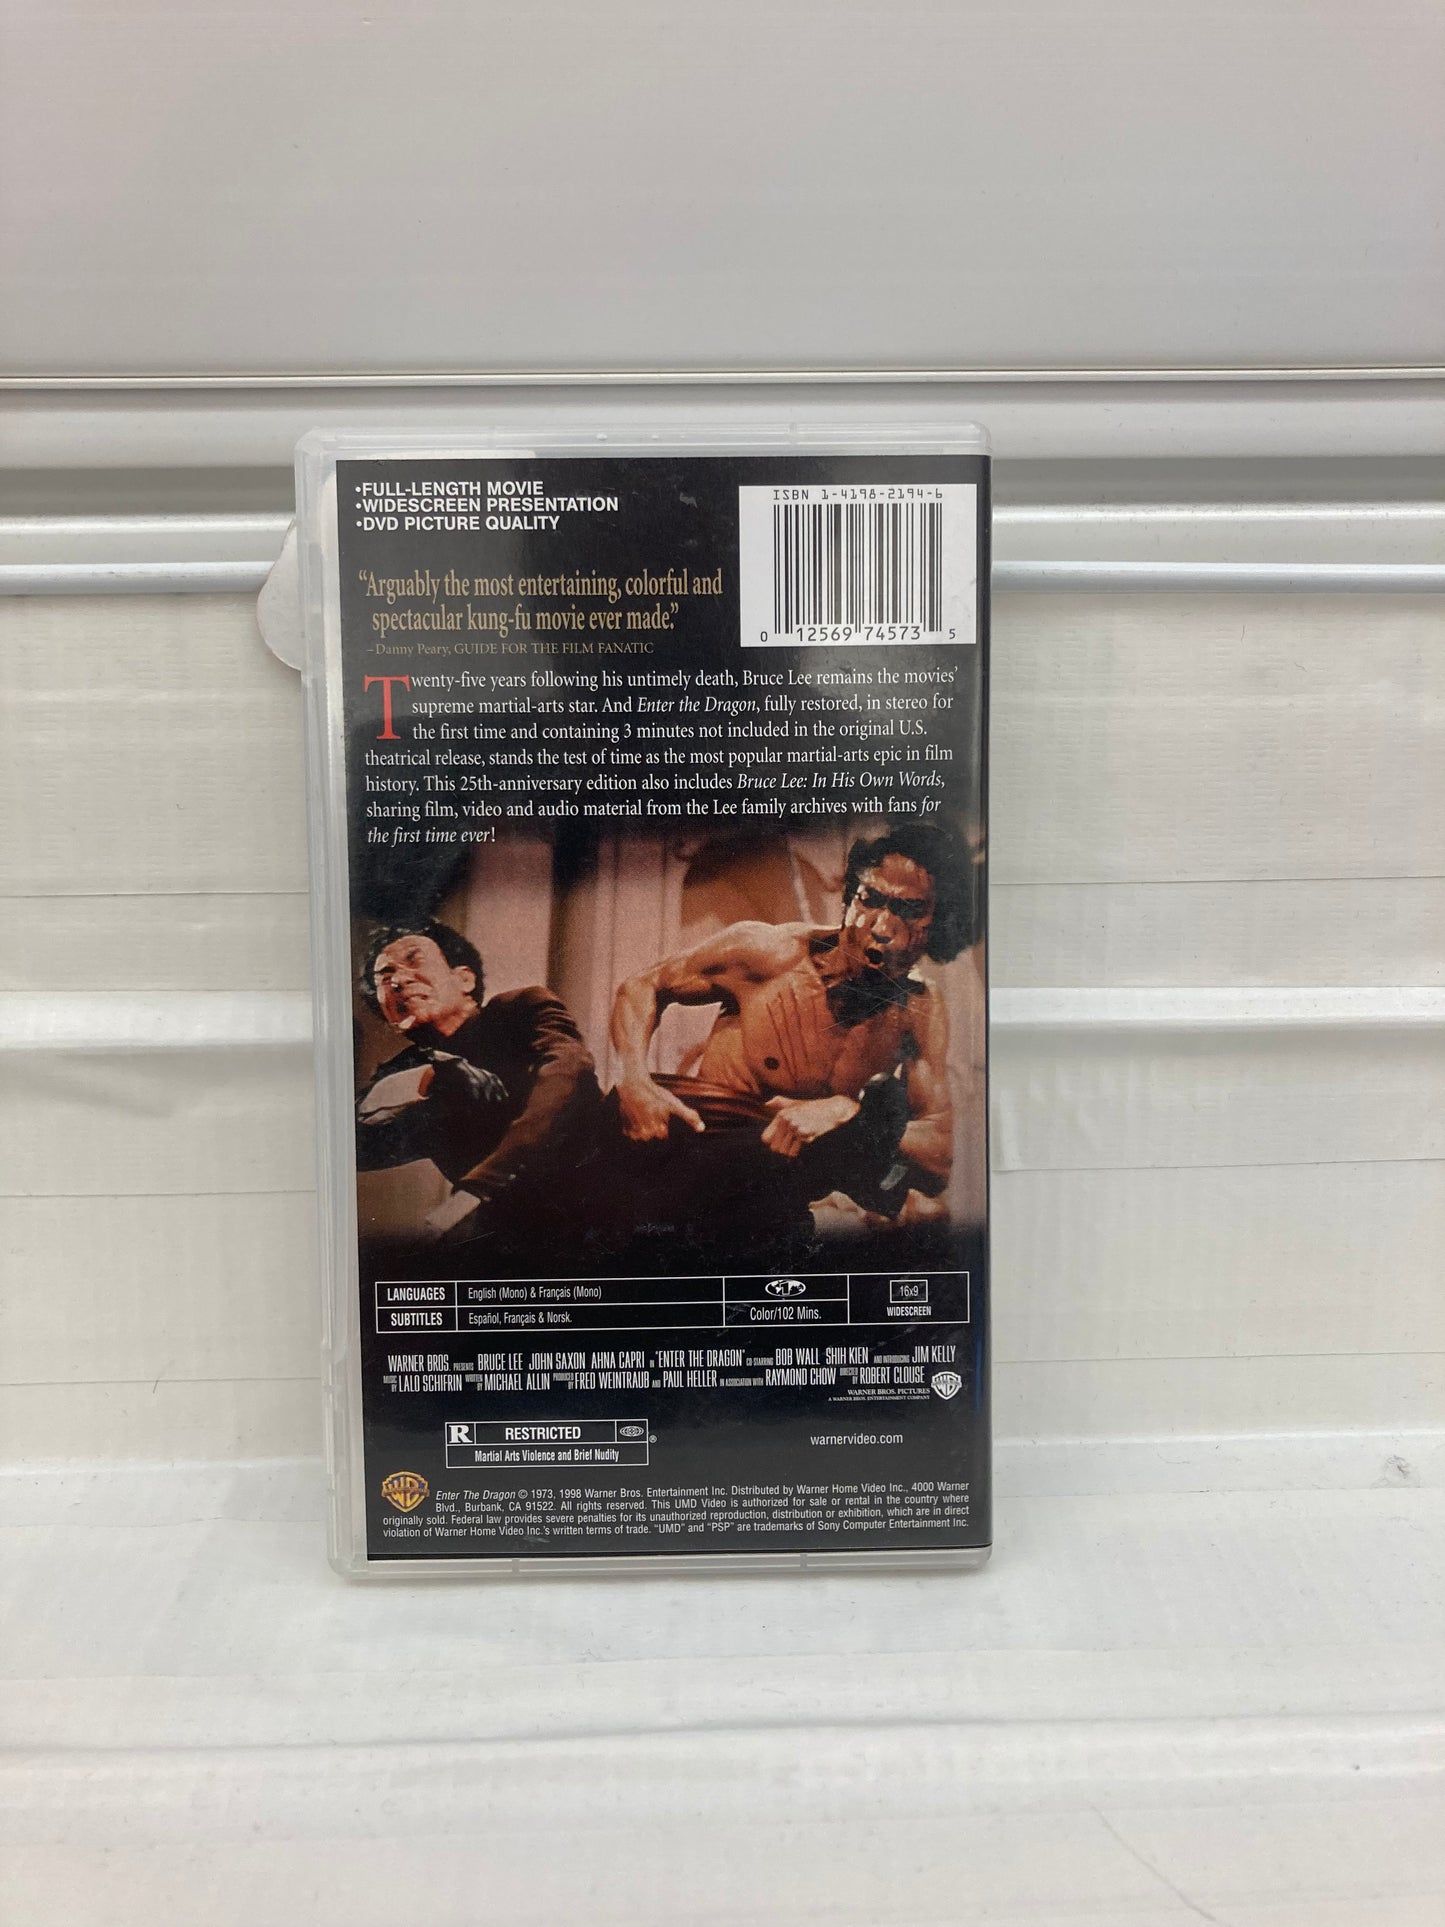 •FULL-LENGTH MOVIE
•WIDESCREEN PRESENTATION
•DVD PICTURE QUALITY
ISBN 1-4198-2194-6
0 12569 74573 5
“Arguably the most entertaining, colorful and
spectacular kung-fu movie ever made.”
–Danny Peary, GUIDE FOR THE FILM FANATIC
Twenty-five years following his untimely death, Bruce Lee remains the movies’
supreme martial-arts star. And Enter the Dragon, fully restored, in stereo for
the first time and containing 3 minutes not included in the original U.S.
theatrical release, stands the test of time as the most popular martial-arts epic in film
history. This 25th-anniversary edition also includes Bruce Lee: In His Own Words,
sharing film, video and audio material from the Lee family archives with fans for
the first time ever!
LANGUAGES English (Mono) & Français (Mono)
SUBTITLES Español, Français & Norsk.
1
Color/102 Mins.
16x9
WIDESCREEN
WARNER BROS. PRESENTS BRUCE LEE JOHN SAXON AHNA CAPRI IN "ENTER THE DRAGON" CO-STARRING BOB WALL SHIH KIEN AND INTRODUCING JIM KELLY
MUSIC BY LALO SCHIFRIN WRITTEN BY MICHAEL ALLIN PRODUCED BY FRED WEINTRAUB AND PAUL HELLER IN ASSOCIATION WITH RAYMOND CHOW DIRECTED BY ROBERT CLOUSE
WARNER BROS. PICTURES
A WARNER BROS. ENTERTAINMENT COMPANY
WB
R RESTRICTED ®
Martial Arts Violence and Brief Nudity
warnervideo.com
WB
Enter The Dragon © 1973, 1998 Warner Bros. Entertainment Inc. Distributed by Warner Home Video Inc., 4000 Warner
Blvd., Burbank, CA 91522. All rights reserved. This UMD Video is authorized for sale or rental in the country where
originally sold. Federal law provides severe penalties for its unauthorized reproduction, distribution or exhibition, which are in direct
violation of Warner Home Video Inc.'s written terms of trade. "UMD" and "PSP" are trademarks of Sony Computer Entertainment Inc.